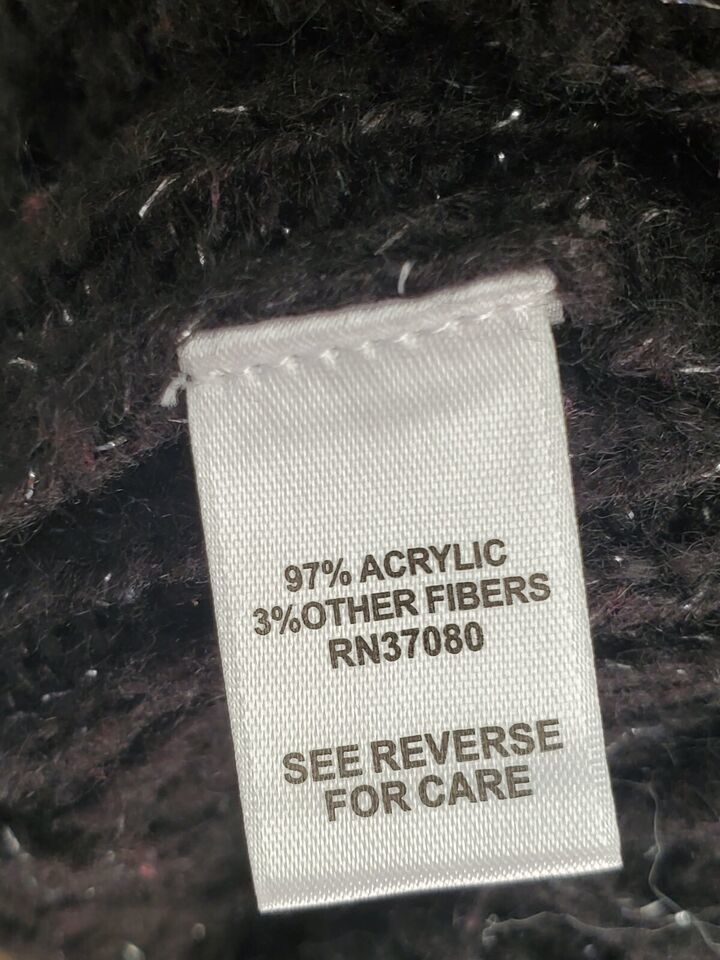 97% ACRYLIC
3%OTHER FIBERS
RN37080
SEE REVERSE
FOR CARE